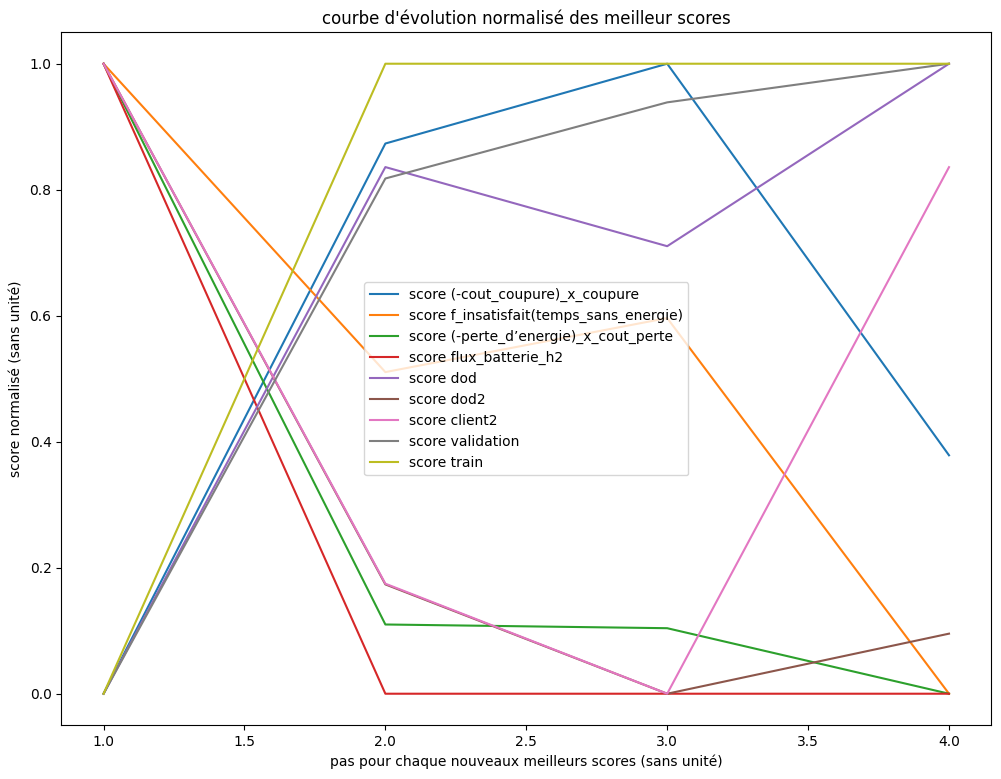 courbe d'évolution normalisé des meilleur scores
score normalisé (sans unité)
1.0
0.8
0.6
0.4
0.2
0.0
score (-cout_coupure)_x_coupure
score f_insatisfait(temps_sans_energie)
score (-perte_d’energie)_x_cout_perte
score flux_batterie_h2
score dod
score dod2
score client2
score validation
score train
1.0 1.5 2.0 2.5 3.0 3.5 4.0
pas pour chaque nouveaux meilleurs scores (sans unité)